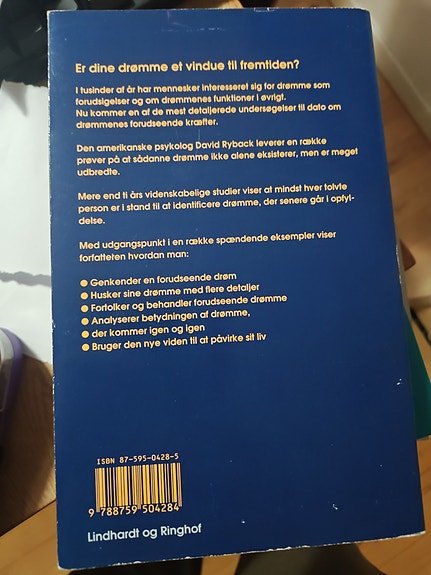 Er dine drømme et vindue til fremtiden?
I tusinder af år har mennesker interesseret sig for drømme som
forudsigelser og om drømmenes funktioner i øvrigt.
Nu kommer en af de mest detaljerede undersøgelser til dato om
drømmenes forudseende kræfter.
Den amerikanske psykolog David Ryback leverer en række
prøver på at sådanne drømme ikke alene eksisterer, men er meget
udbredte.
Mere end ti års videnskabelige studier viser at mindst hver tolvte
person er i stand til at identificere drømme, der senere går i opfyl-
delse.
Med udgangspunkt i en række spændende eksempler viser
forfatteten hvordan man:
● Genkender en forudseende drøm
● Husker sine drømme med flere detaljer
● Fortolker og behandler forudseende drømme
● Analyserer betydningen af drømme,
● der kommer igen og igen
● Bruger den nye viden til at påvirke sit liv
ISBN 87-595-0428-5
9 788759 504284
Lindhardt og Ringhof